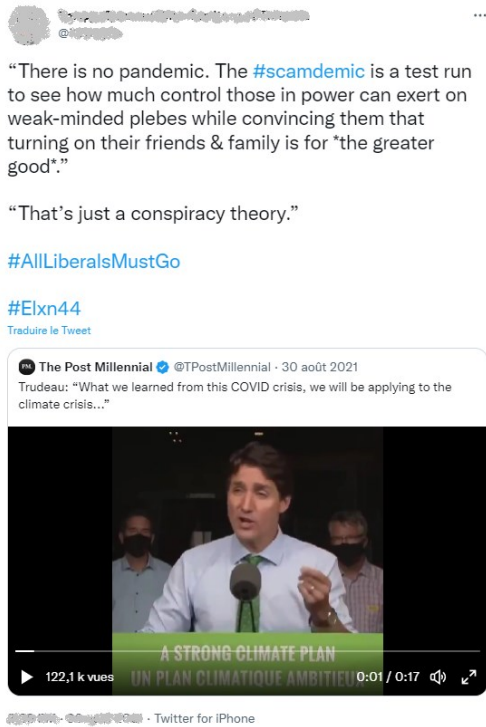 @
“There is no pandemic. The #scamdemic is a test run
to see how much control those in power can exert on
weak-minded plebes while convincing them that
turning on their friends & family is for *the greater
good*.”
“That’s just a conspiracy theory.”
#AllLiberalsMustGo
#Elxn44
Traduire le Tweet
The Post Millennial @TPostMillennial · 30 août 2021
Trudeau: “What we learned from this COVID crisis, we will be applying to the
climate crisis...”
A STRONG CLIMATE PLAN
UN PLAN CLIMATIQUE AMBITIEUX
122,1 k vues
0:01 / 0:17
· Twitter for iPhone